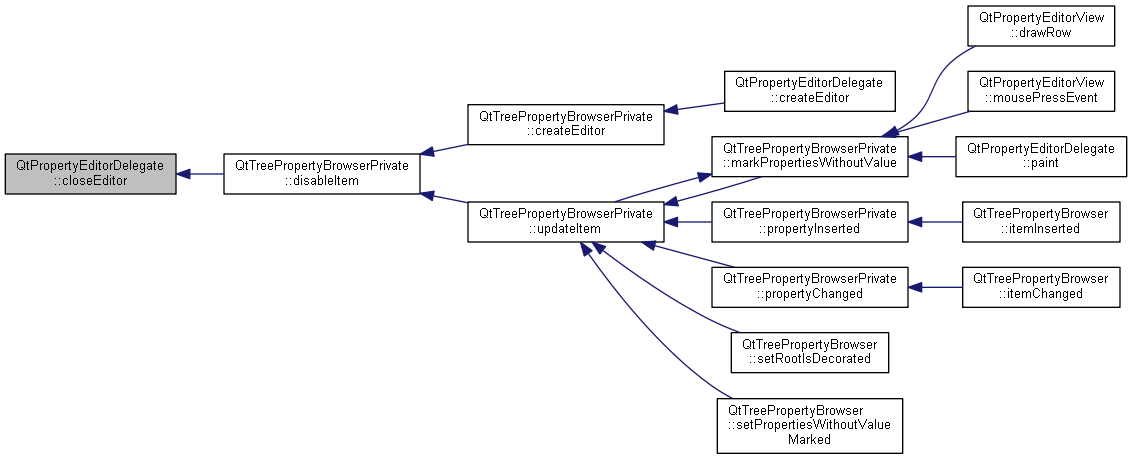 QtPropertyEditorDelegate
::closeEditor
QtTreePropertyBrowserPrivate
::disableItem
QtTreePropertyBrowserPrivate
::createEditor
QtPropertyEditorDelegate
::createEditor
QtTreePropertyBrowserPrivate
::updateItem
QtTreePropertyBrowserPrivate
::markPropertiesWithoutValue
QtPropertyEditorView
::drawRow
QtPropertyEditorView
::mousePressEvent
QtPropertyEditorDelegate
::paint
QtTreePropertyBrowserPrivate
::propertyInserted
QtTreePropertyBrowser
::itemInserted
QtTreePropertyBrowserPrivate
::propertyChanged
QtTreePropertyBrowser
::itemChanged
QtTreePropertyBrowser
::setRootIsDecorated
QtTreePropertyBrowser
::setPropertiesWithoutValue
Marked